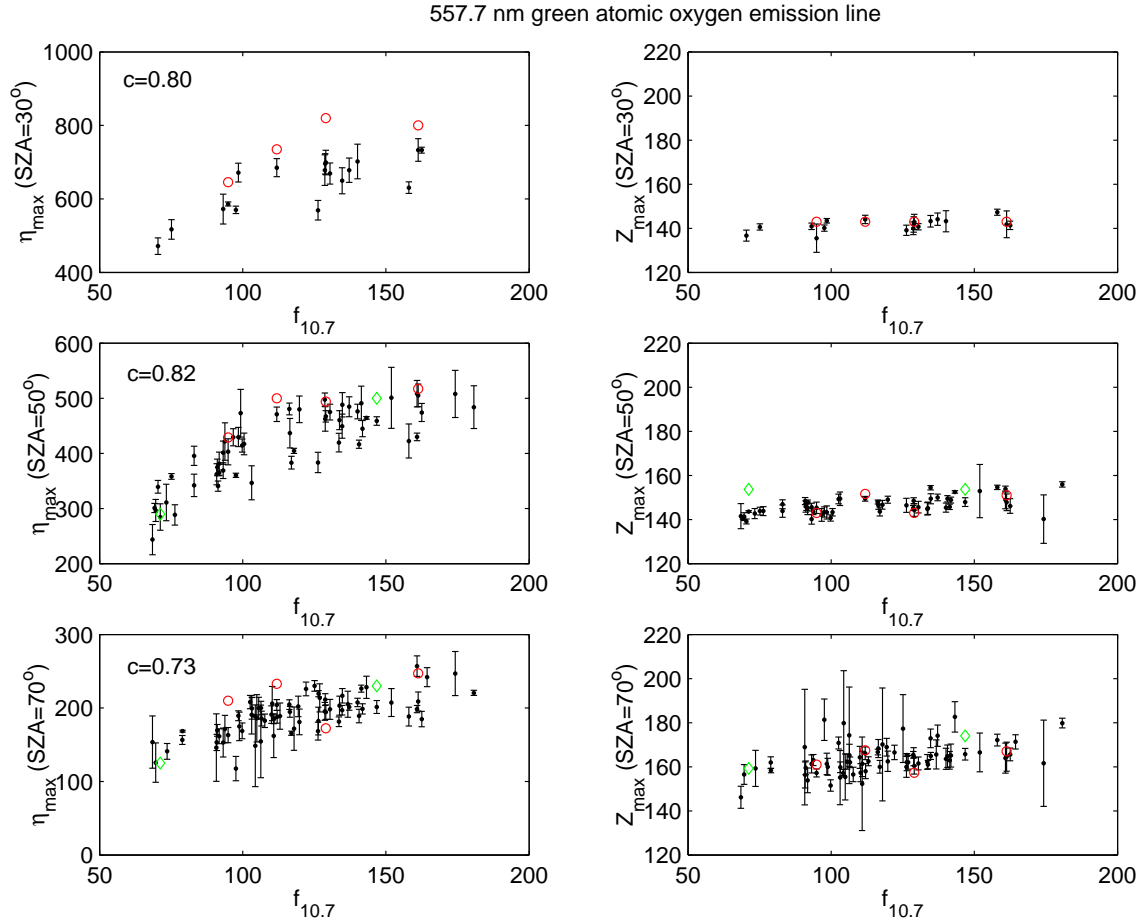 557.7 nm green atomic oxygen emission line
c=0.80
η_max (SZA=30°)
1000
800
600
400
50 100 150 200
f_10.7
Z_max (SZA=30°)
220
200
180
160
140
120
50 100 150 200
f_10.7
c=0.82
η_max (SZA=50°)
600
500
400
300
200
50 100 150 200
f_10.7
Z_max (SZA=50°)
220
200
180
160
140
120
50 100 150 200
f_10.7
c=0.73
η_max (SZA=70°)
300
200
100
0
50 100 150 200
f_10.7
Z_max (SZA=70°)
220
200
180
160
140
120
50 100 150 200
f_10.7